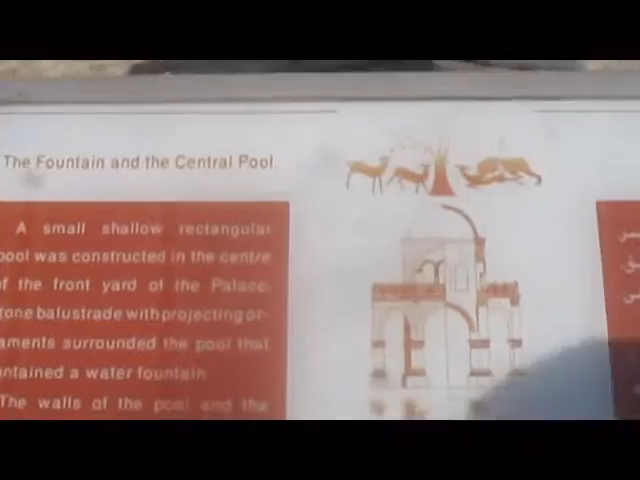 The Fountain and the Central Pool
A small shallow rectangular
pool was constructed in the centre
of the front yard of the Palace.
tone balustrade with projecting or-
aments surrounded the pool that
ntained a water fountain
The walls of the pool and the